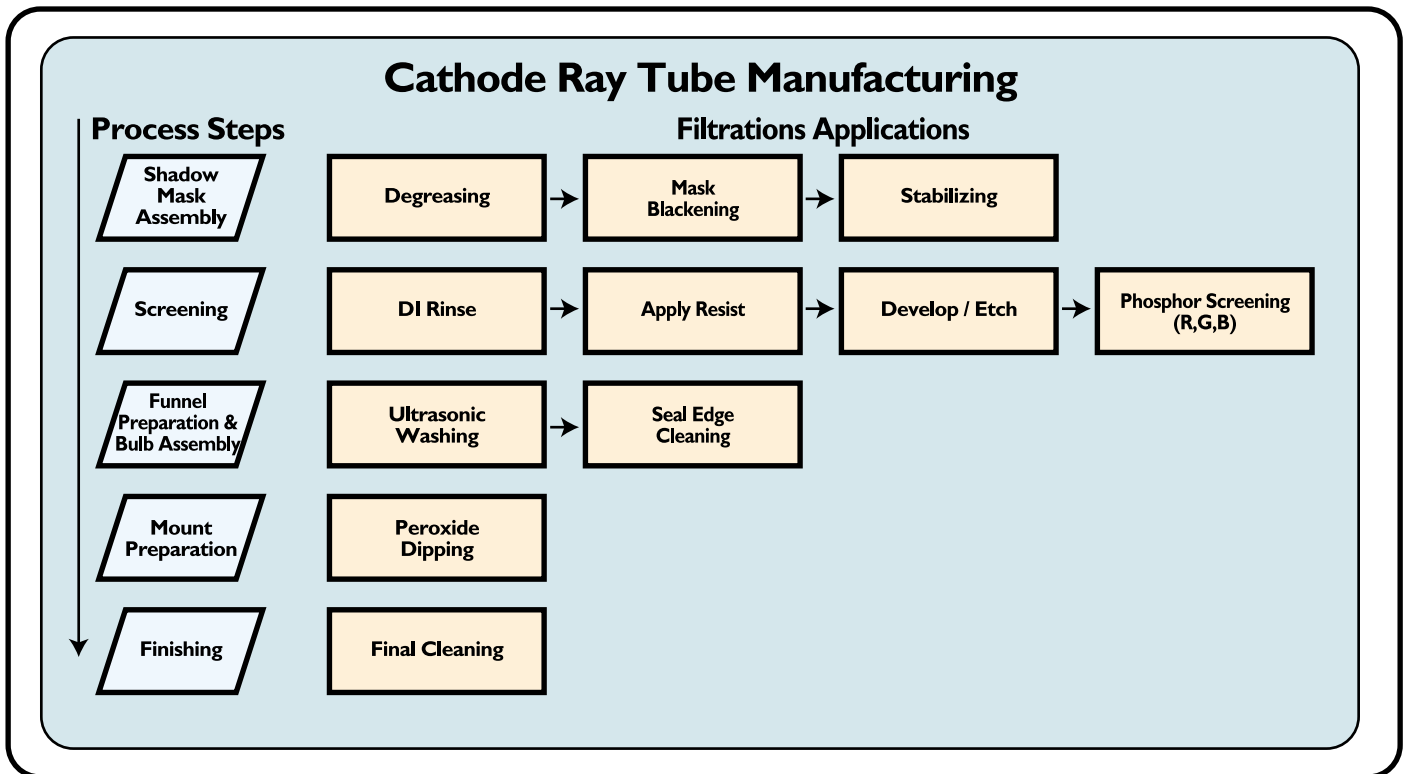 Cathode Ray Tube Manufacturing
Process Steps
Filtrations Applications
Shadow
Mask
Assembly
Degreasing
Mask
Blackening
Stabilizing
Screening
DI Rinse
Apply Resist
Develop / Etch
Phosphor Screening
(R,G,B)
Funnel
Preparation &
Bulb Assembly
Ultrasonic
Washing
Seal Edge
Cleaning
Mount
Preparation
Peroxide
Dipping
Finishing
Final Cleaning